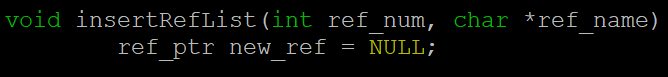 void insertRefList(int ref_num, char *ref_name)
ref_ptr new_ref = NULL;